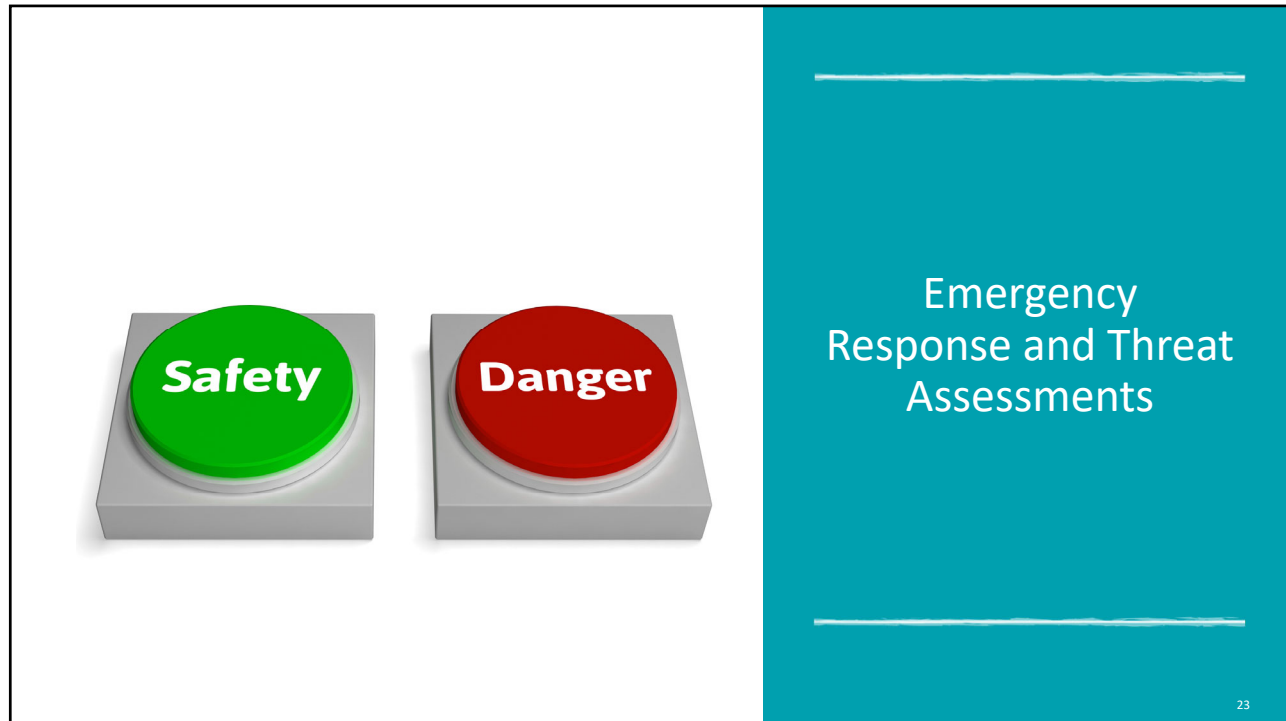 Safety
Danger
Emergency
Response and Threat
Assessments
23